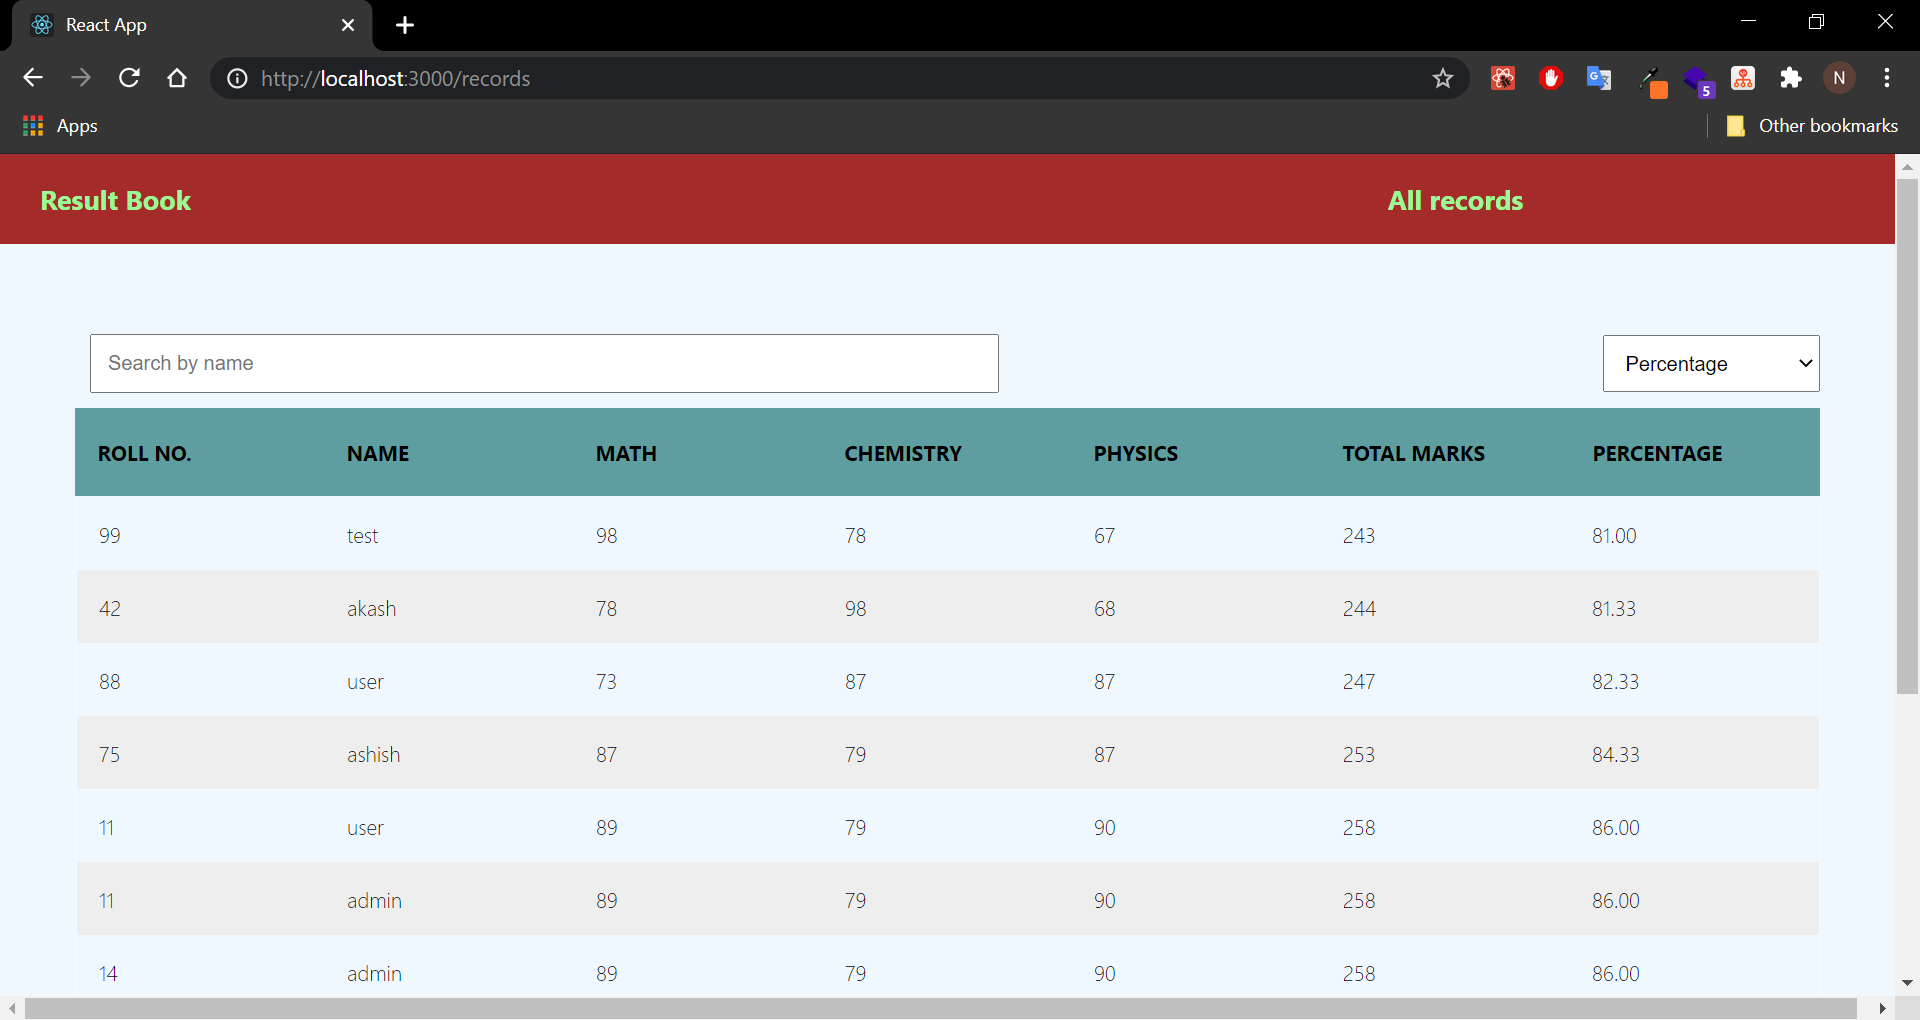 React App
http://localhost:3000/records
5
N
Apps
Other bookmarks
Result Book All records
Search by name Percentage
ROLL NO. NAME MATH CHEMISTRY PHYSICS TOTAL MARKS PERCENTAGE
99 test 98 78 67 243 81.00
42 akash 78 98 68 244 81.33
88 user 73 87 87 247 82.33
75 ashish 87 79 87 253 84.33
11 user 89 79 90 258 86.00
11 admin 89 79 90 258 86.00
14 admin 89 79 90 258 86.00